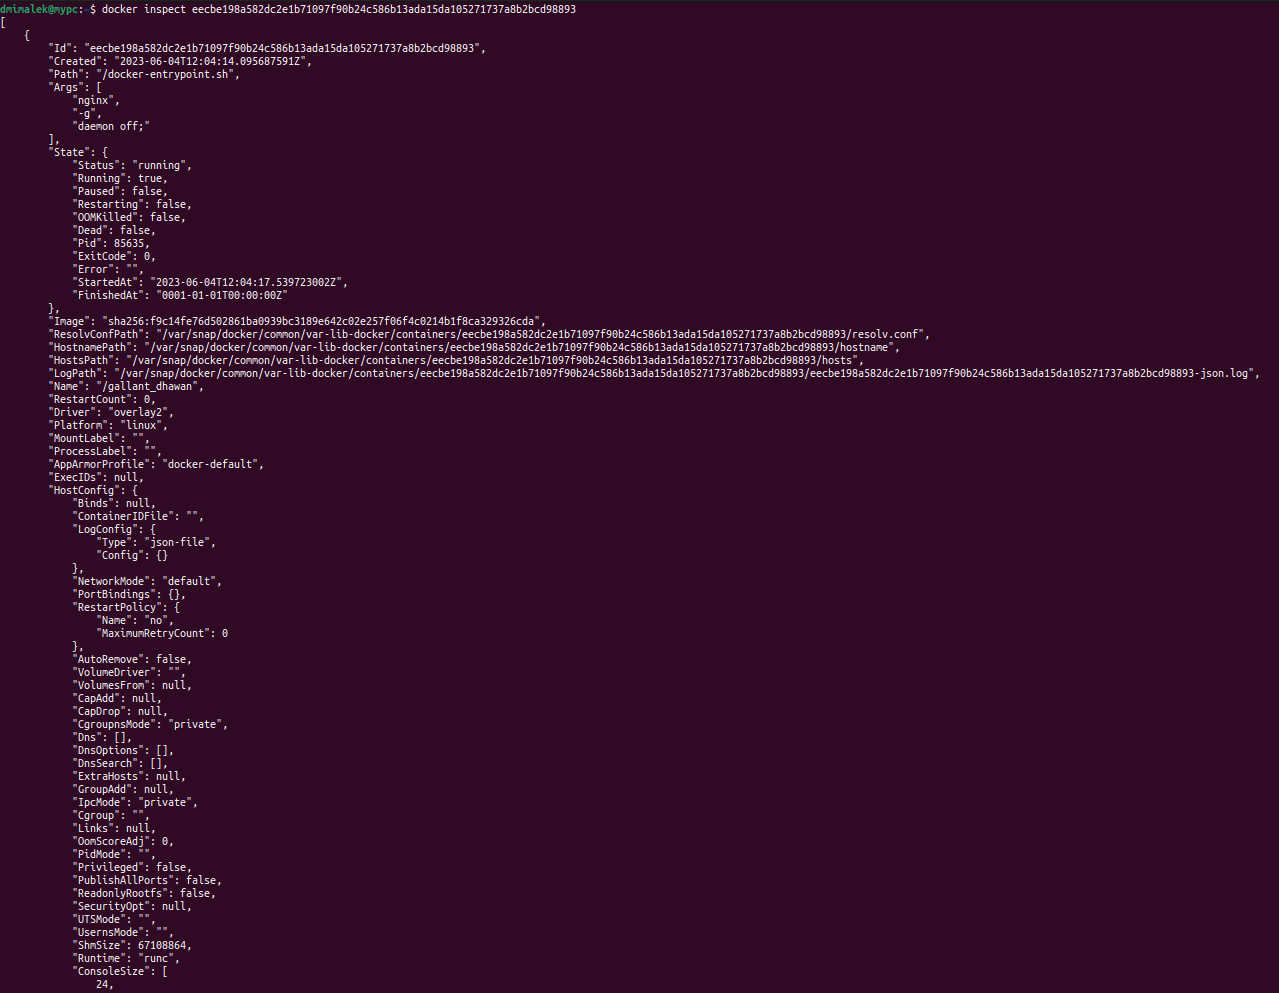 dmimalek@mypc:~$ docker inspect eecbe198a582dc2e1b71097f90b24c586b13ada15da105271737a8b2bcd98893
[
    {
        "Id": "eecbe198a582dc2e1b71097f90b24c586b13ada15da105271737a8b2bcd98893",
        "Created": "2023-06-04T12:04:14.095687591Z",
        "Path": "/docker-entrypoint.sh",
        "Args": [
            "nginx",
            "-g",
            "daemon off;"
        ],
        "State": {
            "Status": "running",
            "Running": true,
            "Paused": false,
            "Restarting": false,
            "OOMKilled": false,
            "Dead": false,
            "Pid": 85635,
            "ExitCode": 0,
            "Error": "",
            "StartedAt": "2023-06-04T12:04:17.539723002Z",
            "FinishedAt": "0001-01-01T00:00:00Z"
        },
        "Image": "sha256:f9c14fe76d502861ba0939bc3189e642c02e257f06f4c0214b1f8ca329326cda",
        "ResolvConfPath": "/var/snap/docker/common/var-lib-docker/containers/eecbe198a582dc2e1b71097f90b24c586b13ada15da105271737a8b2bcd98893/resolv.conf",
        "HostnamePath": "/var/snap/docker/common/var-lib-docker/containers/eecbe198a582dc2e1b71097f90b24c586b13ada15da105271737a8b2bcd98893/hostname",
        "HostsPath": "/var/snap/docker/common/var-lib-docker/containers/eecbe198a582dc2e1b71097f90b24c586b13ada15da105271737a8b2bcd98893/hosts",
        "LogPath": "/var/snap/docker/common/var-lib-docker/containers/eecbe198a582dc2e1b71097f90b24c586b13ada15da105271737a8b2bcd98893/eecbe198a582dc2e1b71097f90b24c586b13ada15da105271737a8b2bcd98893-json.log",
        "Name": "/gallant_dhawan",
        "RestartCount": 0,
        "Driver": "overlay2",
        "Platform": "linux",
        "MountLabel": "",
        "ProcessLabel": "",
        "AppArmorProfile": "docker-default",
        "ExecIDs": null,
        "HostConfig": {
            "Binds": null,
            "ContainerIDFile": "",
            "LogConfig": {
                "Type": "json-file",
                "Config": {}
            },
            "NetworkMode": "default",
            "PortBindings": {},
            "RestartPolicy": {
                "Name": "no",
                "MaximumRetryCount": 0
            },
            "AutoRemove": false,
            "VolumeDriver": "",
            "VolumesFrom": null,
            "CapAdd": null,
            "CapDrop": null,
            "CgroupnsMode": "private",
            "Dns": [],
            "DnsOptions": [],
            "DnsSearch": [],
            "ExtraHosts": null,
            "GroupAdd": null,
            "IpcMode": "private",
            "Cgroup": "",
            "Links": null,
            "OomScoreAdj": 0,
            "PidMode": "",
            "Privileged": false,
            "PublishAllPorts": false,
            "ReadonlyRootfs": false,
            "SecurityOpt": null,
            "UTSMode": "",
            "UsernsMode": "",
            "ShmSize": 67108864,
            "Runtime": "runc",
            "ConsoleSize": [
                24,